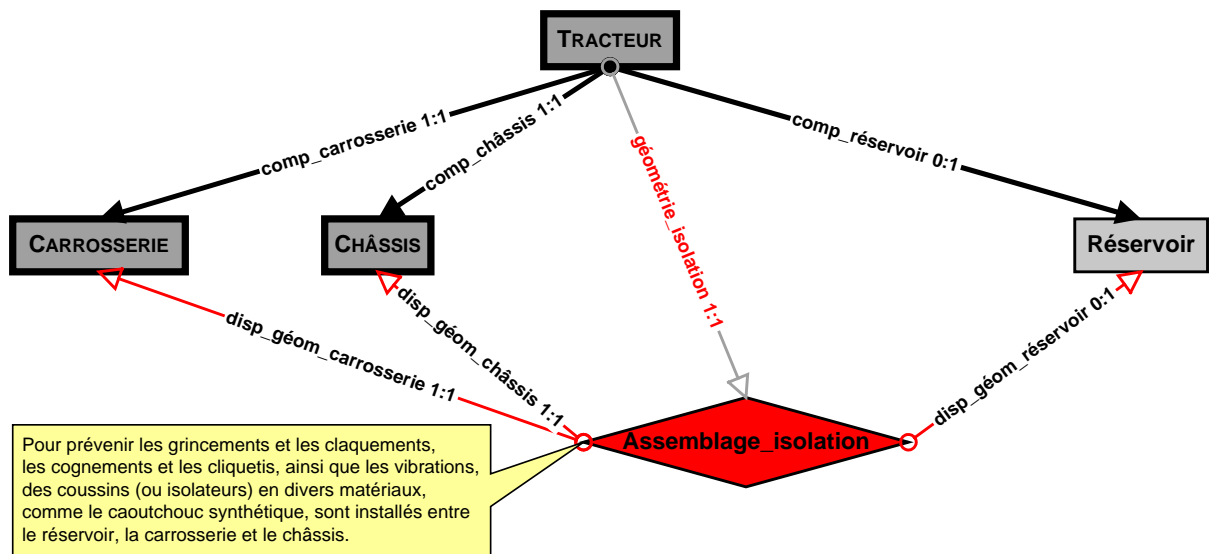 TRACTEUR
comp_carrosserie 1:1
comp_châssis 1:1
géométrie_isolation 1:1
comp_réservoir 0:1
CARROSSERIE
CHÂSSIS
Réservoir
disp_géom_carrosserie 1:1
disp_géom_châssis 1:1
disp_géom_réservoir 0:1
Assemblage_isolation
Pour prévenir les grincements et les claquements,
les cognements et les cliquetis, ainsi que les vibrations,
des coussins (ou isolateurs) en divers matériaux,
comme le caoutchouc synthétique, sont installés entre
le réservoir, la carrosserie et le châssis.